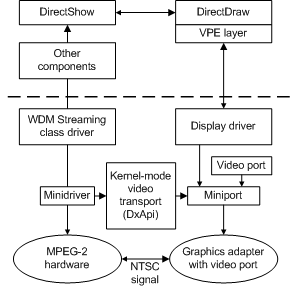 DirectShow
DirectDraw
VPE layer
Other
components
WDM Streaming
class driver
Display driver
Video port
Kernel-mode
video
transport
(DxApi)
Minidriver
Miniport
MPEG-2
hardware
NTSC
signal
Graphics adapter
with video port